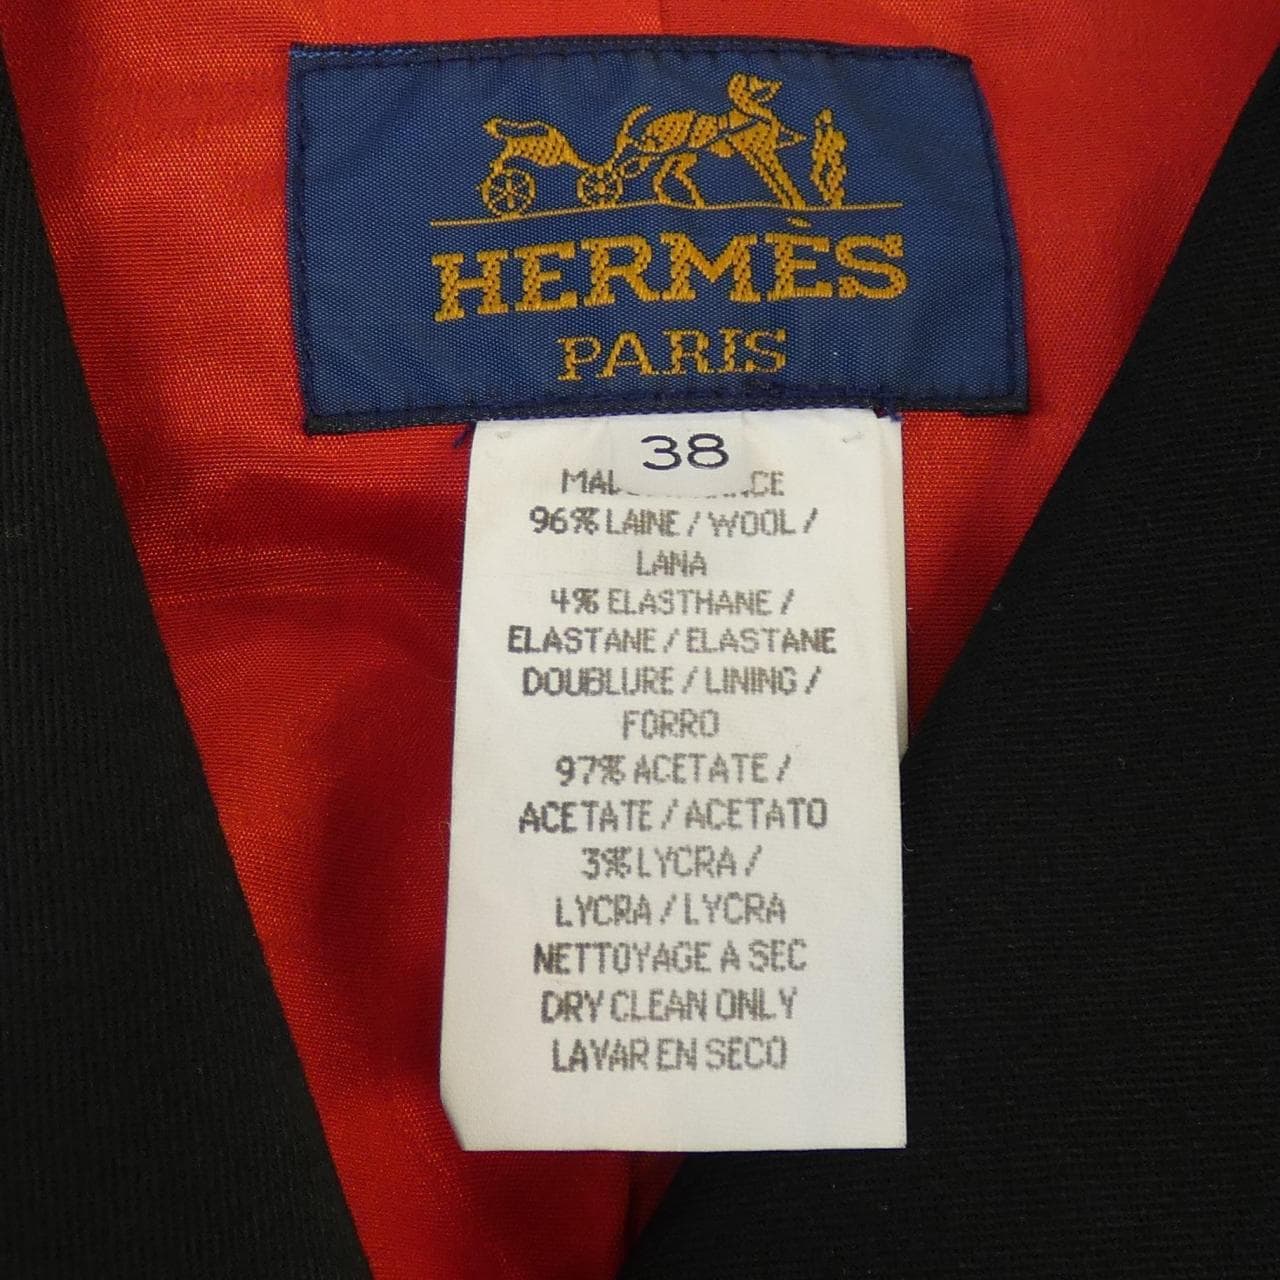 HERMÈS
PARIS
38
96% LAINE / WOOL /
LANA
4% ELASTHANE /
ELASTANE / ELASTANE
DOUBLURE / LINING /
FORRO
97% ACETATE /
ACETATE / ACETATO
3% LYCRA /
LYCRA / LYCRA
NETTOYAGE A SEC
DRY CLEAN ONLY
LAVAR EN SECO